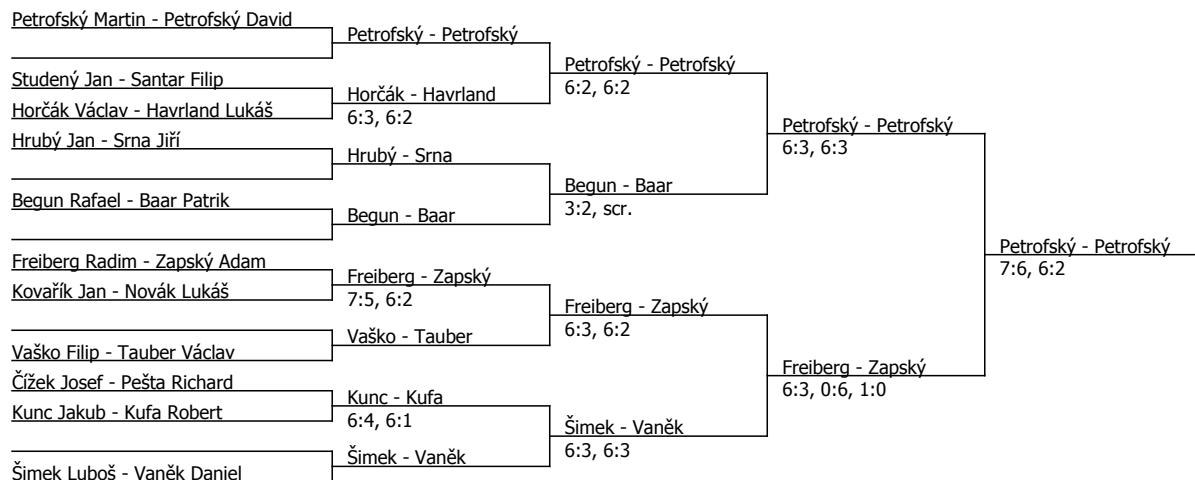 Petrofský Martin - Petrofský David
Petrofský - Petrofský
Petrofský - Petrofský
6:2, 6:2
Studený Jan - Santar Filip
Horčák - Havrland
6:3, 6:2
Horčák Václav - Havrland Lukáš
Petrofský - Petrofský
6:3, 6:3
Hrubý Jan - Srna Jiří
Hrubý - Srna
Begun - Baar
3:2, scr.
Begun Rafael - Baar Patrik
Begun - Baar
Petrofský - Petrofský
7:6, 6:2
Freiberg Radim - Zapský Adam
Freiberg - Zapský
7:5, 6:2
Kovařík Jan - Novák Lukáš
Freiberg - Zapský
6:3, 6:2
Vaško - Tauber
Vaško Filip - Tauber Václav
Freiberg - Zapský
6:3, 0:6, 1:0
Čížek Josef - Pešta Richard
Kunc - Kufa
6:4, 6:1
Kunc Jakub - Kufa Robert
Šimek - Vaněk
6:3, 6:3
Šimek - Vaněk
Šimek Luboš - Vaněk Daniel